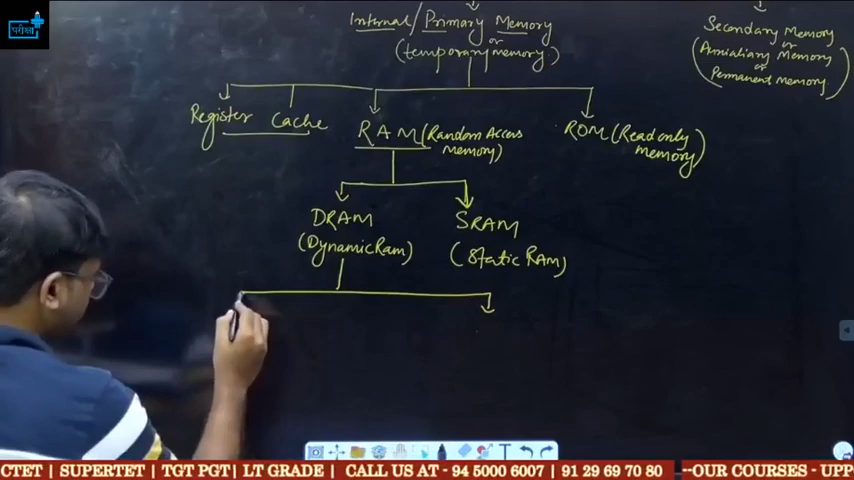 परीक्षा
Internal/Primary Memory
or
(temporary memory)
Secondary Memory
or
(Auxiliary Memory
or
Permanent memory)
Register Cache
RAM (Random Access
memory)
ROM (Read only
memory)
DRAM
(Dynamic Ram)
SRAM
(Static RAM)
CTET | SUPERTET | TGT PGT| LT GRADE | CALL US AT - 94 5000 6007 | 91 29 69 70 80 --OUR COURSES - UPP